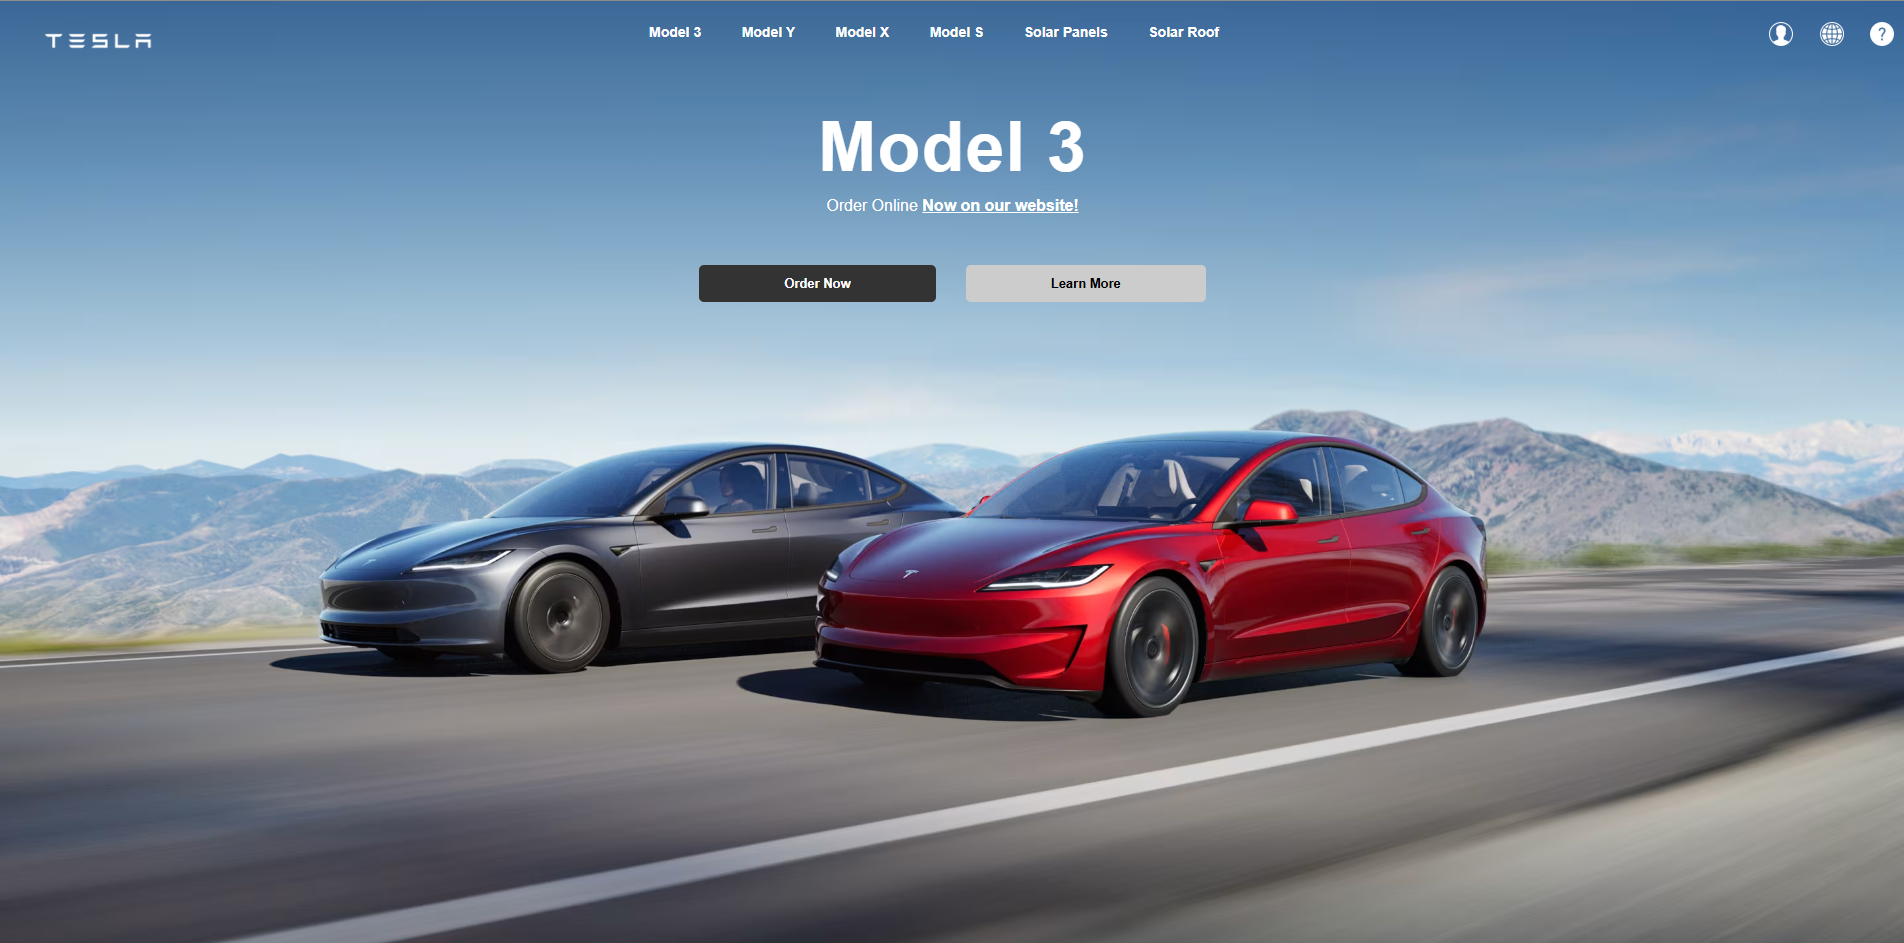 TESLA
Model 3 Model Y Model X Model S Solar Panels Solar Roof
?
Model 3
Order Online Now on our website!
Order Now Learn More